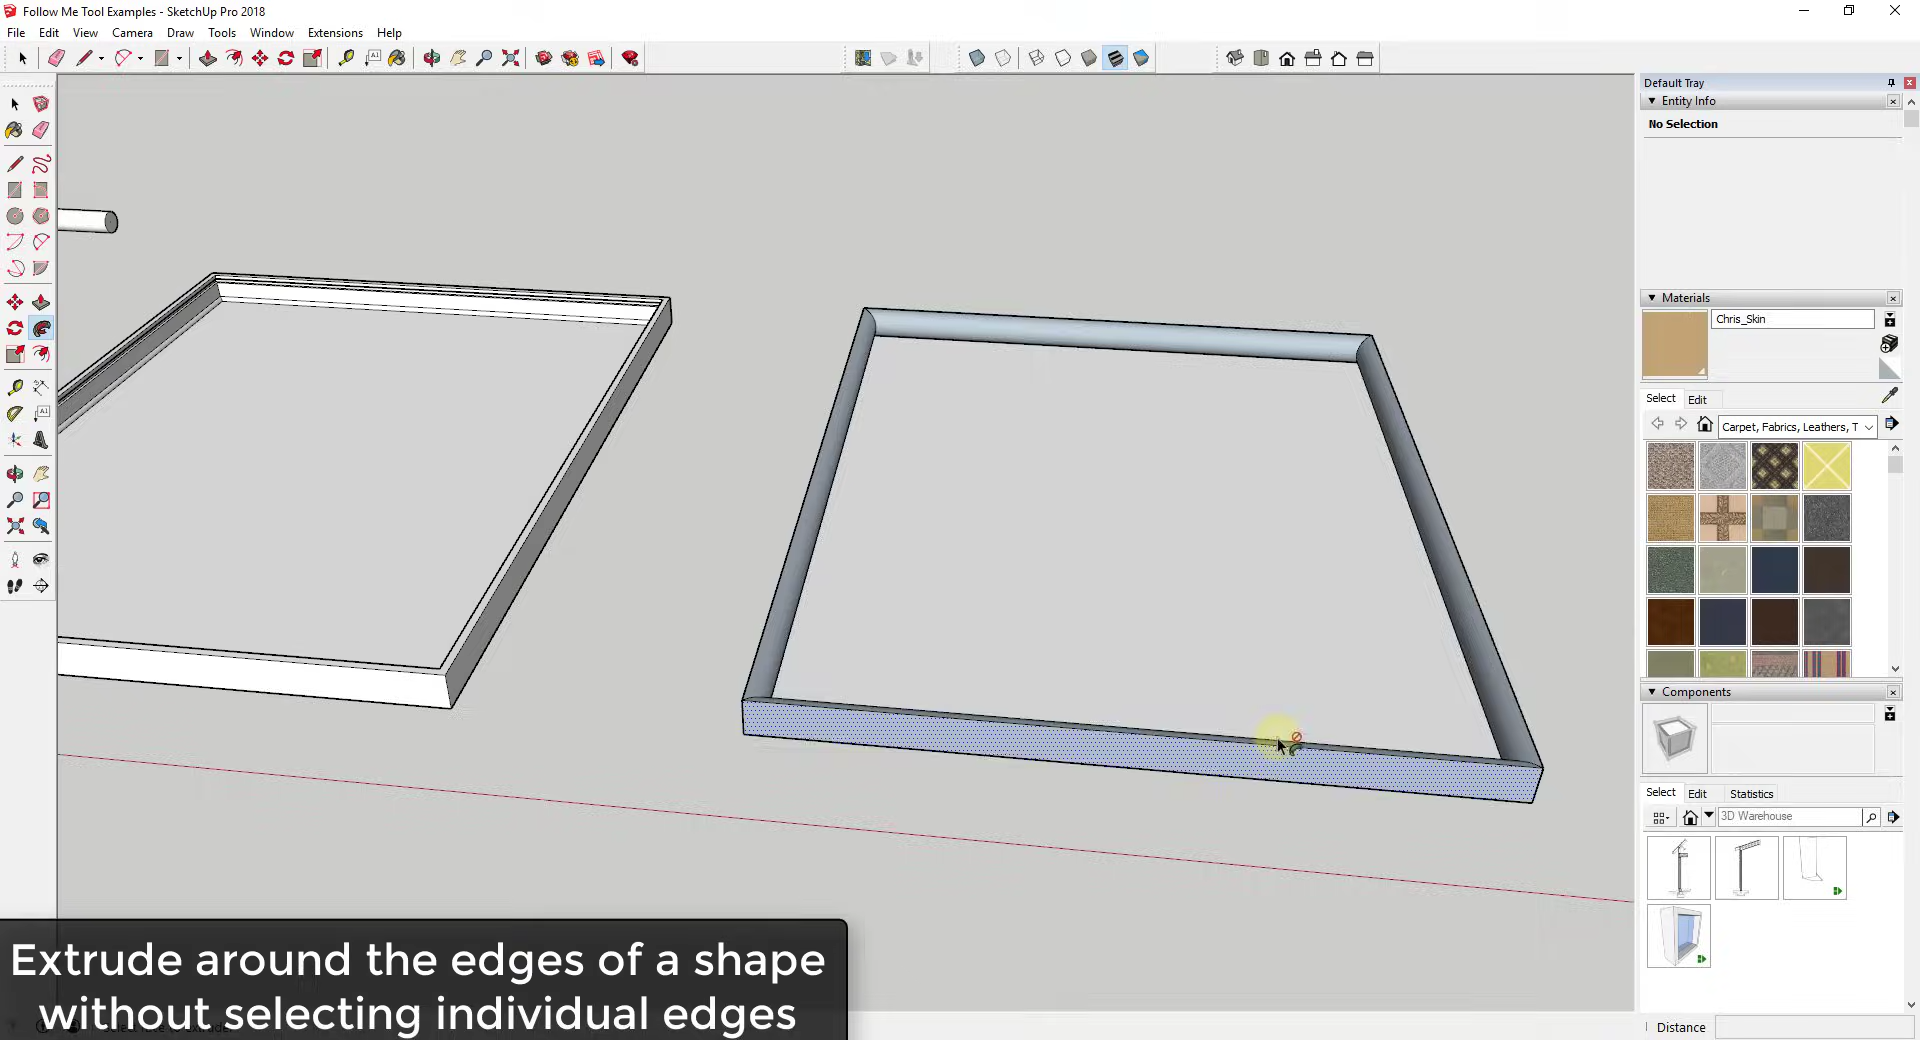 Follow Me Tool Examples - SketchUp Pro 2018
File Edit View Camera Draw Tools Window Extensions Help
Default Tray
Entity Info
No Selection
Materials
Chris_Skin
Select Edit
Carpet, Fabrics, Leathers, T
Components
Select Edit Statistics
3D Warehouse
Extrude around the edges of a shape
without selecting individual edges
Distance